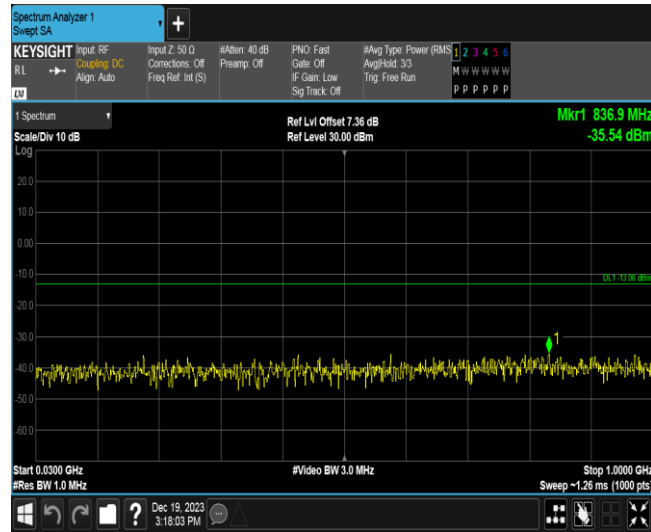 Spectrum Analyzer 1
Swept SA
+
KEYSIGHT
RL
LXI
Input: RF
Coupling: DC
Align: Auto
Input Z: 50 Ω
Corrections: Off
Freq Ref: Int (S)
#Atten: 40 dB
Preamp: Off
PNO: Fast
Gate: Off
IF Gain: Low
Sig Track: Off
#Avg Type: Power (RMS
Avg|Hold: 3/3
Trig: Free Run
1 2 3 4 5 6
M W W W W W
P P P P P P
1 Spectrum
Scale/Div 10 dB
Log
Ref Lvl Offset 7.36 dB
Ref Level 30.00 dBm
Mkr1 836.9 MHz
-35.54 dBm
20.0
10.0
0.00
-10.0
DL1 -13.00 dBm
-20.0
-30.0
1
-40.0
-50.0
-60.0
Start 0.0300 GHz
#Res BW 1.0 MHz
#Video BW 3.0 MHz
Stop 1.0000 GHz
Sweep ~1.26 ms (1000 pts)
?
Dec 19, 2023
3:18:03 PM